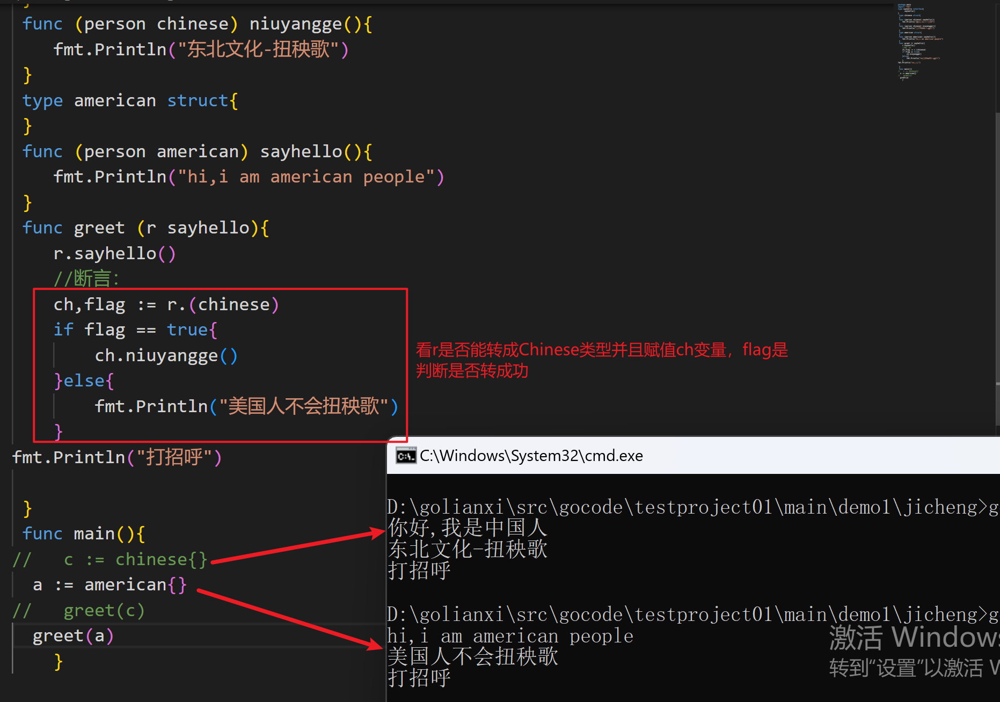 }
func (person chinese) niuyangge(){
fmt.Println("东北文化-扭秧歌")
}
type american struct{
}
func (person american) sayhello(){
fmt.Println("hi,i am american people")
}
func greet (r sayhello){
r.sayhello()
//断言:
ch,flag := r.(chinese)
if flag == true{
ch.niuyangge()
}else{
fmt.Println("美国人不会扭秧歌")
}
看r是否能转成Chinese类型并且赋值ch变量，flag是
判断是否转成功
fmt.Println("打招呼")
}
func main(){
//   c := chinese{}
a := american{}
//   greet(c)
greet(a)
}
C:\Windows\System32\cmd.exe
D:\golianxi\src\gocode\testproject01\main\demo1\jicheng>g
你好,我是中国人
东北文化-扭秧歌
打招呼
D:\golianxi\src\gocode\testproject01\main\demo1\jicheng>g
hi,i am american people
美国人不会扭秧歌
打招呼
激活 Windows
转到“设置”以激活 W